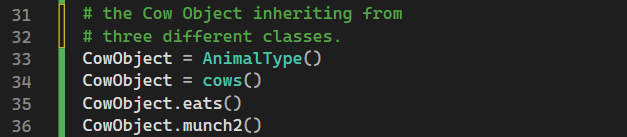 31 # the Cow Object inheriting from
32 # three different classes.
33 CowObject = AnimalType()
34 CowObject = cows()
35 CowObject.eats()
36 CowObject.munch2()